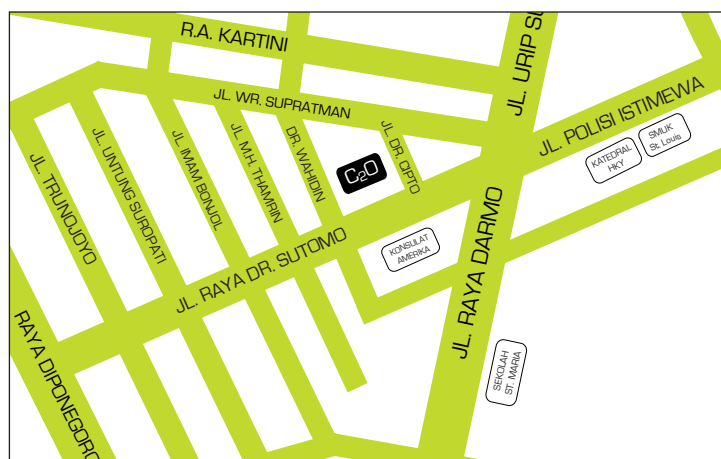 R.A. KARTINI
JL. URIP SU
JL. WR. SUPRATMAN
JL. POLISI ISTIMEWA
SMUK
St. Louis
KATEDRAL
HKY
JL. TRUNOJOYO
JL. UNTUNG SUROPATI
JL. IMAM BONJOL
JL. M.H. THAMRIN
DR. WAHIDIN
JL. DR. CIPTO
C2O
JL. RAYA DR. SUTOMO
KONSULAT
AMERIKA
JL. RAYA DARMO
RAYA DIPONEGORO
SEKOLAH
ST. MARIA